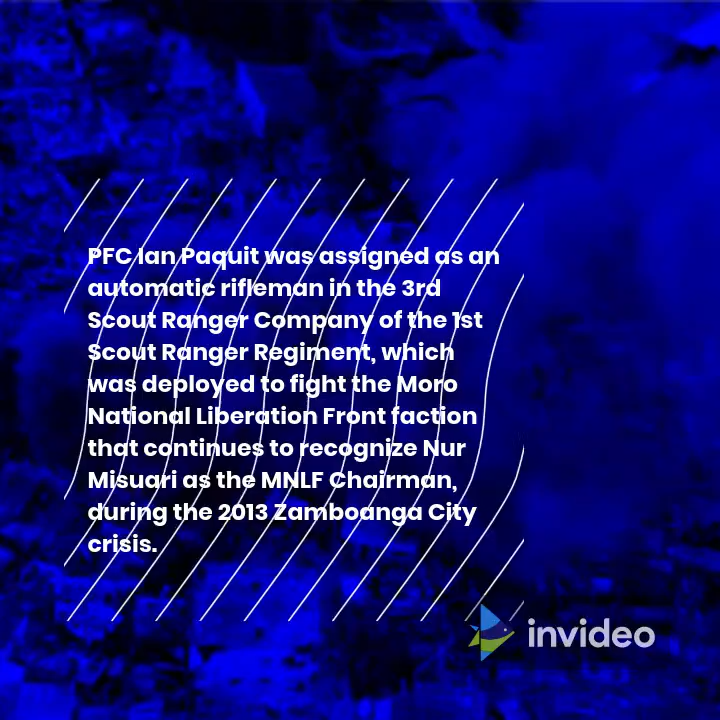 PFC Ian Paquit was assigned as an
automatic rifleman in the 3rd
Scout Ranger Company of the 1st
Scout Ranger Regiment, which
was deployed to fight the Moro
National Liberation Front faction
that continues to recognize Nur
Misuari as the MNLF Chairman,
during the 2013 Zamboanga City
crisis.
invideo